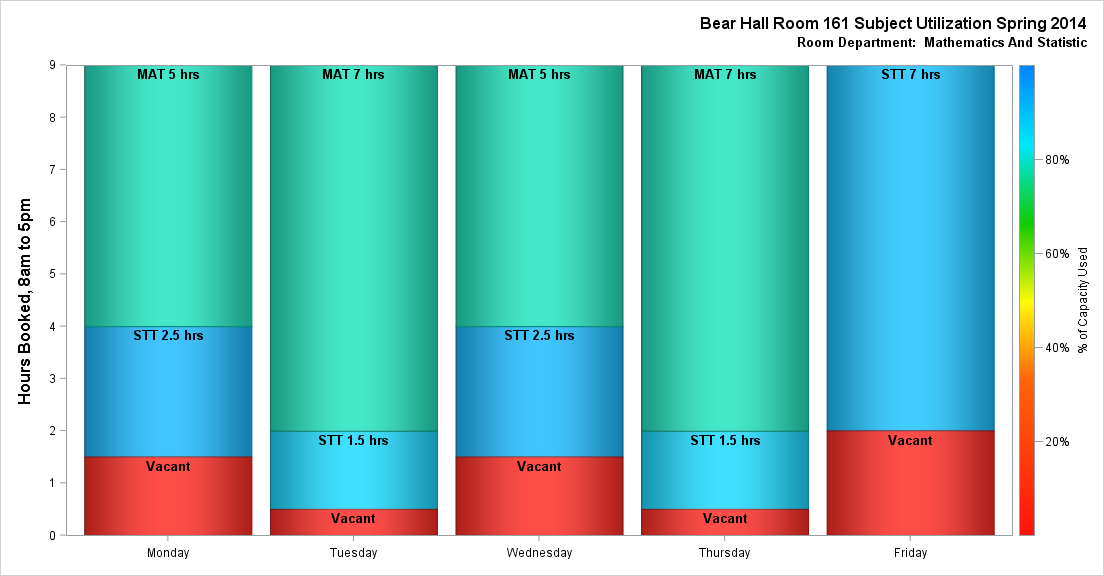 Bear Hall Room 161 Subject Utilization Spring 2014
Room Department:  Mathematics And Statistic
Hours Booked, 8am to 5pm
9
8
7
6
5
4
3
2
1
0
MAT 5 hrs
STT 2.5 hrs
Vacant
MAT 7 hrs
STT 1.5 hrs
Vacant
MAT 5 hrs
STT 2.5 hrs
Vacant
MAT 7 hrs
STT 1.5 hrs
Vacant
STT 7 hrs
Vacant
Monday
Tuesday
Wednesday
Thursday
Friday
80%
60%
40%
20%
% of Capacity Used